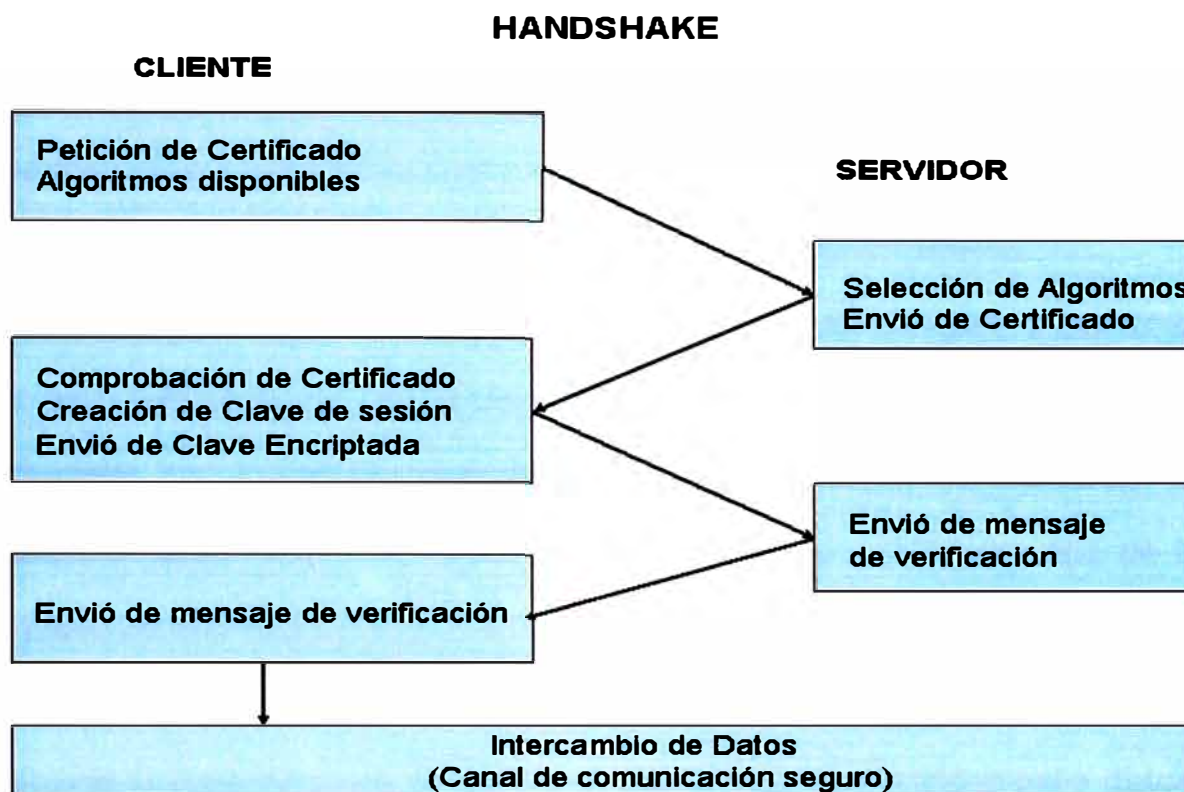 HANDSHAKE
CLIENTE
Petición de Certificado
Algoritmos disponibles
SERVIDOR
Selección de Algoritmos
Envió de Certificado
Comprobación de Certificado
Creación de Clave de sesión
Envió de Clave Encriptada
Envió de mensaje
de verificación
Envió de mensaje de verificación
Intercambio de Datos
(Canal de comunicación seguro)